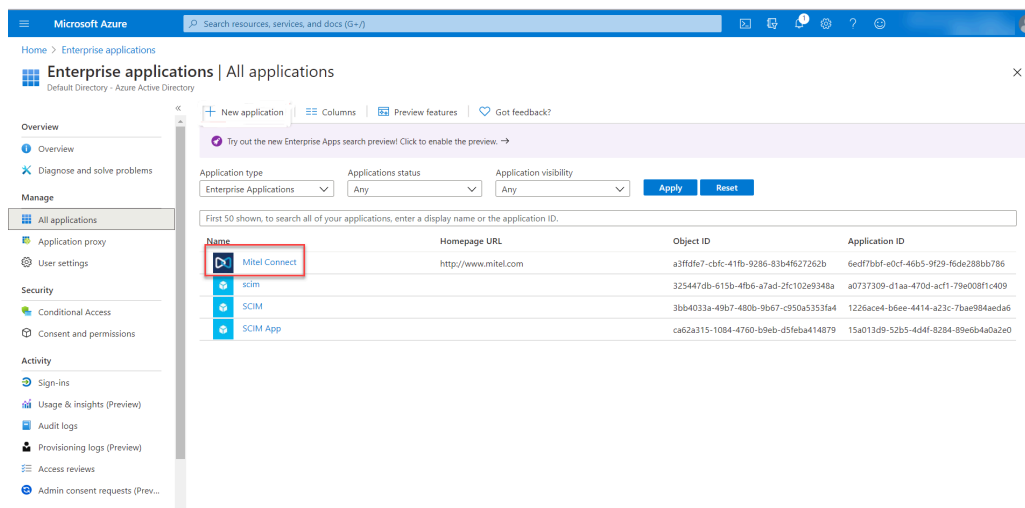 Microsoft Azure
Search resources, services, and docs (G+/)
1
Home > Enterprise applications
Enterprise applications | All applications
Default Directory - Azure Active Directory
New application
Columns
Preview features
Got feedback?
Overview
Overview
Diagnose and solve problems
Manage
All applications
Application proxy
User settings
Security
Conditional Access
Consent and permissions
Activity
Sign-ins
Usage & insights (Preview)
Audit logs
Provisioning logs (Preview)
Access reviews
Admin consent requests (Prev...
Try out the new Enterprise Apps search preview! Click to enable the preview. →
Application type Applications status Application visibility
Enterprise Applications Any Any Apply Reset
First 50 shown, to search all of your applications, enter a display name or the application ID.
Name Homepage URL Object ID Application ID
Mitel Connect http://www.mitel.com a3ffdfe7-cbfc-41fb-9286-83b4f627262b 6edf7bbf-e0cf-46b5-9f29-f6de288bb786
scim 325447db-615b-4fb6-a7ad-2fc102e9348a a0737309-d1aa-470d-acf1-79e008f1c409
SCIM 3bb4033a-49b7-480b-9b67-c950a5353fa4 1226ace4-b6ee-4414-a23c-7bae984aeda6
SCIM App ca62a315-1084-4760-b9eb-d5feba414879 15a013d9-52b5-4d4f-8284-89e6b4a0a2e0